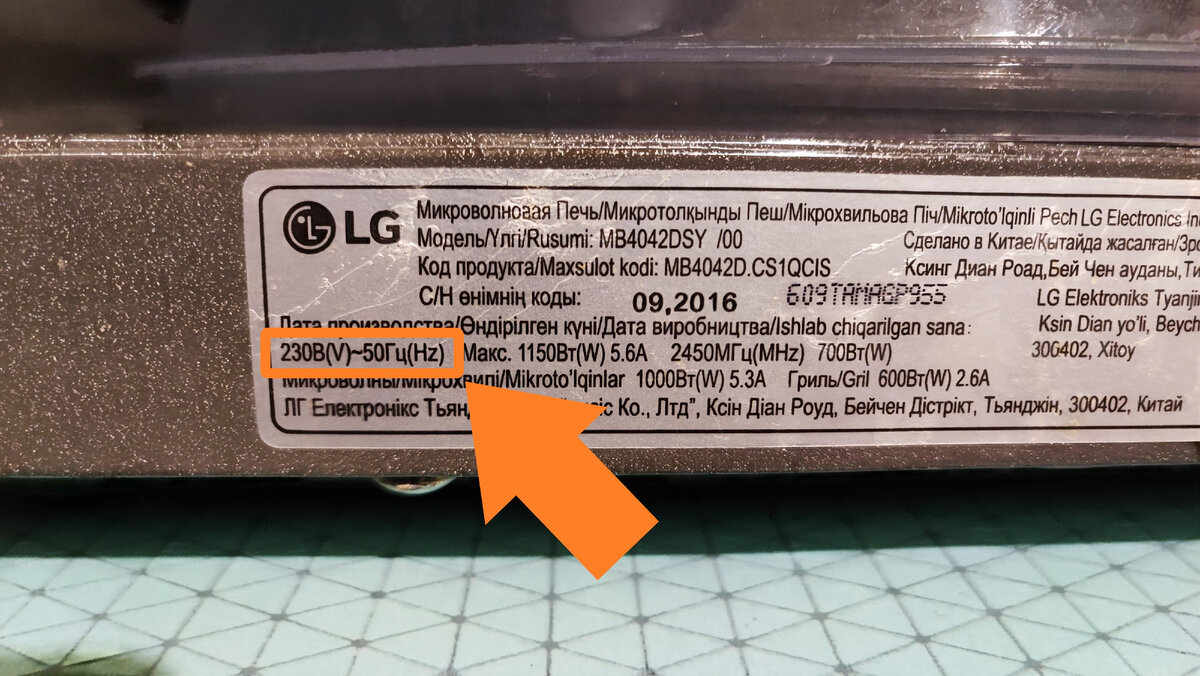 LG
Микроволновая Печь/Микротолқынды Пеш/Мікрохвильова Піч/Mikroto’lqinli Pech LG Electronics
Модель/Үлгі/Rusumi: MB4042DSY /00 Сделано в Китае/Қытайда жасалған/
Код продукта/Maxsulot kodi: MB4042D.CS1QCIS Ксинг Диан Роад,Бей Чен ауданы,
С/Н өнімнің коды: 09,2016 609TAMAGP955 LG Elektroniks Tyanjin
Дата производства/Өндірілген күні/Дата виробництва/Ishlab chiqarilgan sana: Ksin Dian yo’li,
230В(V)~50Гц(Hz) Макс. 1150Вт(W) 5.6A 2450МГц(MHz) 700Вт(W) 300402, Xitoy
Микроволны/Мікрохвилі/Mikroto’lqinlar 1000Вт(W) 5.3A Гриль/Gril 600Вт(W) 2.6A
ЛГ Електронікс Ко., Лтд”, Ксін Діан Роуд, Бейчен Дістрікт, Тьянджін, 300402, Китай